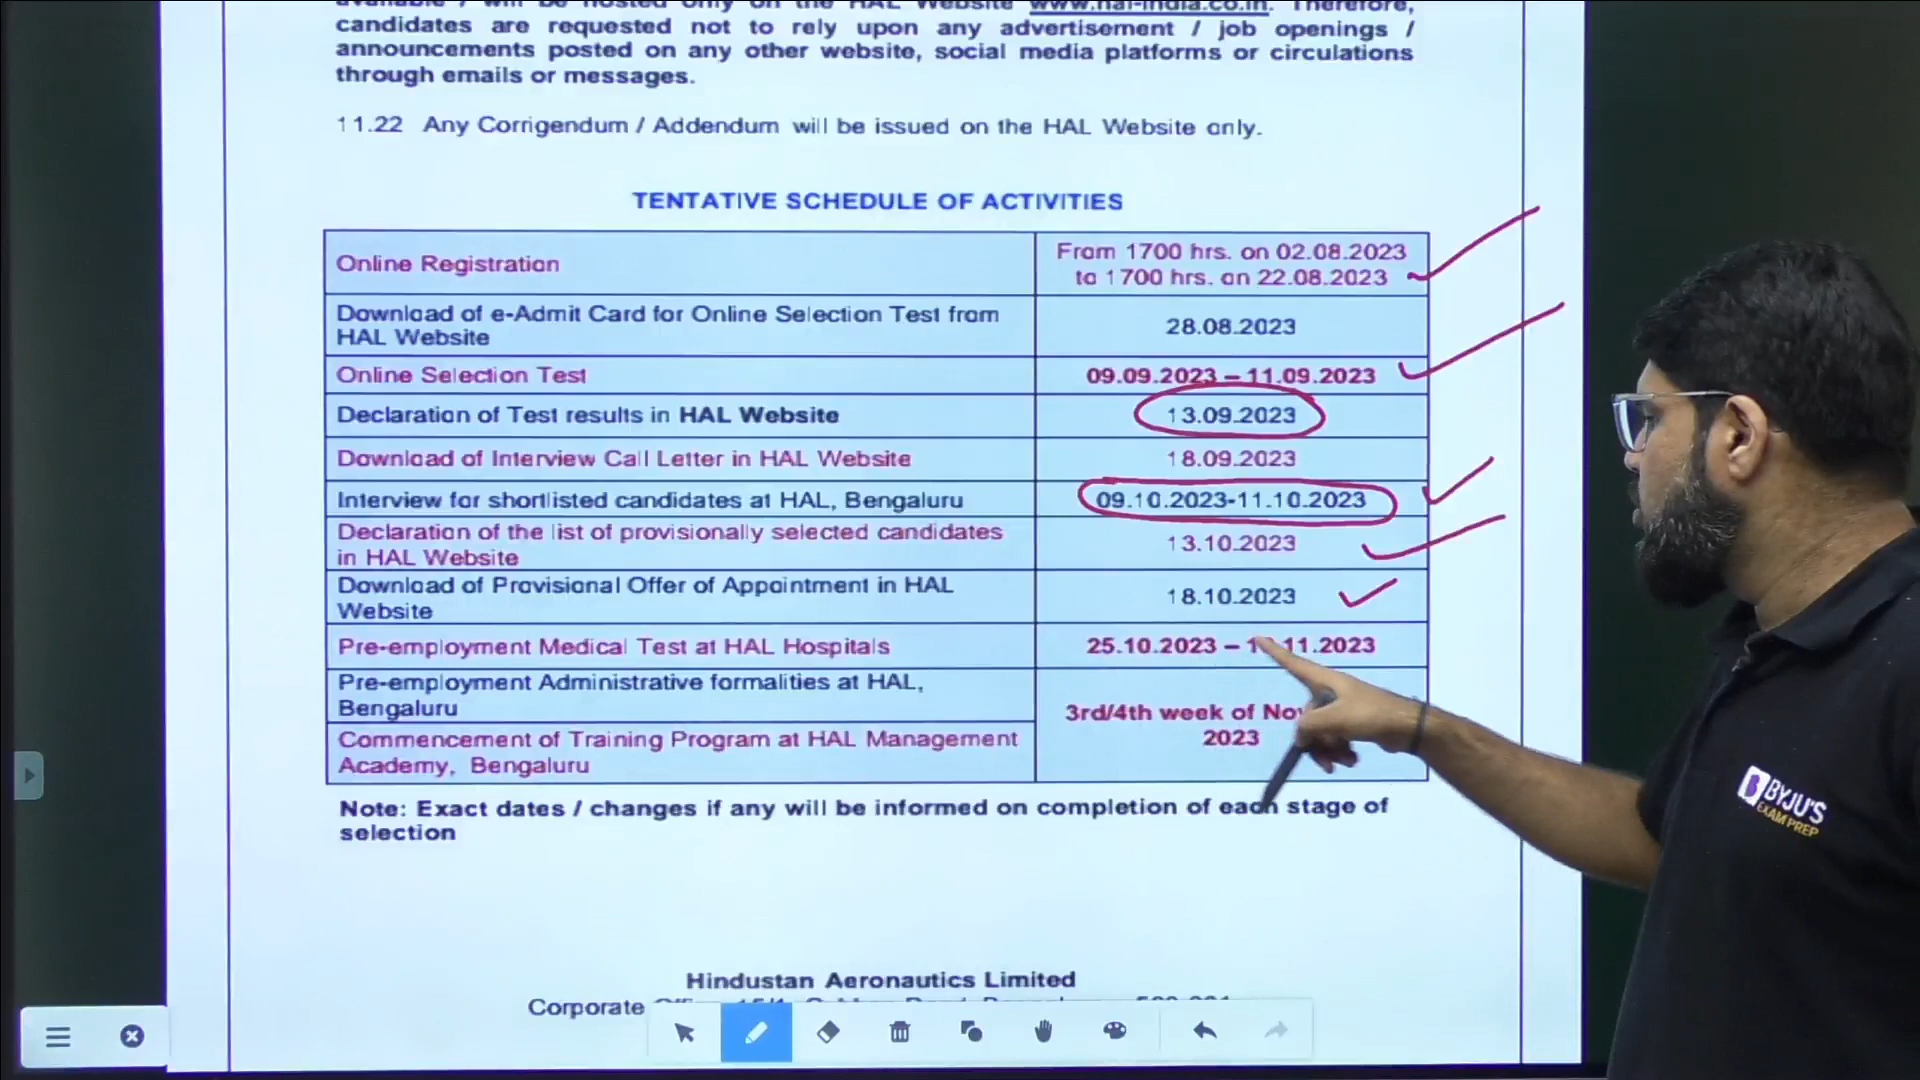 candidates are requested not to rely upon any advertisement / job openings /
announcements posted on any other website, social media platforms or circulations
through emails or messages.
11.22 Any Corrigendum / Addendum will be issued on the HAL Website only.
TENTATIVE SCHEDULE OF ACTIVITIES
Online Registration
From 1700 hrs. on 02.08.2023
to 1700 hrs. on 22.08.2023
Download of e-Admit Card for Online Selection Test from
HAL Website
28.08.2023
Online Selection Test
09.09.2023 – 11.09.2023
Declaration of Test results in HAL Website
13.09.2023
Download of Interview Call Letter in HAL Website
18.09.2023
Interview for shortlisted candidates at HAL, Bengaluru
09.10.2023-11.10.2023
Declaration of the list of provisionally selected candidates
in HAL Website
13.10.2023
Download of Provisional Offer of Appointment in HAL
Website
18.10.2023
Pre-employment Medical Test at HAL Hospitals
25.10.2023 – 11.2023
Pre-employment Administrative formalities at HAL,
Bengaluru
3rd/4th week of
2023
Commencement of Training Program at HAL Management
Academy, Bengaluru
Note: Exact dates / changes if any will be informed on completion of each stage of
selection
Hindustan Aeronautics Limited
Corporate
BYJU'S
EXAM PREP